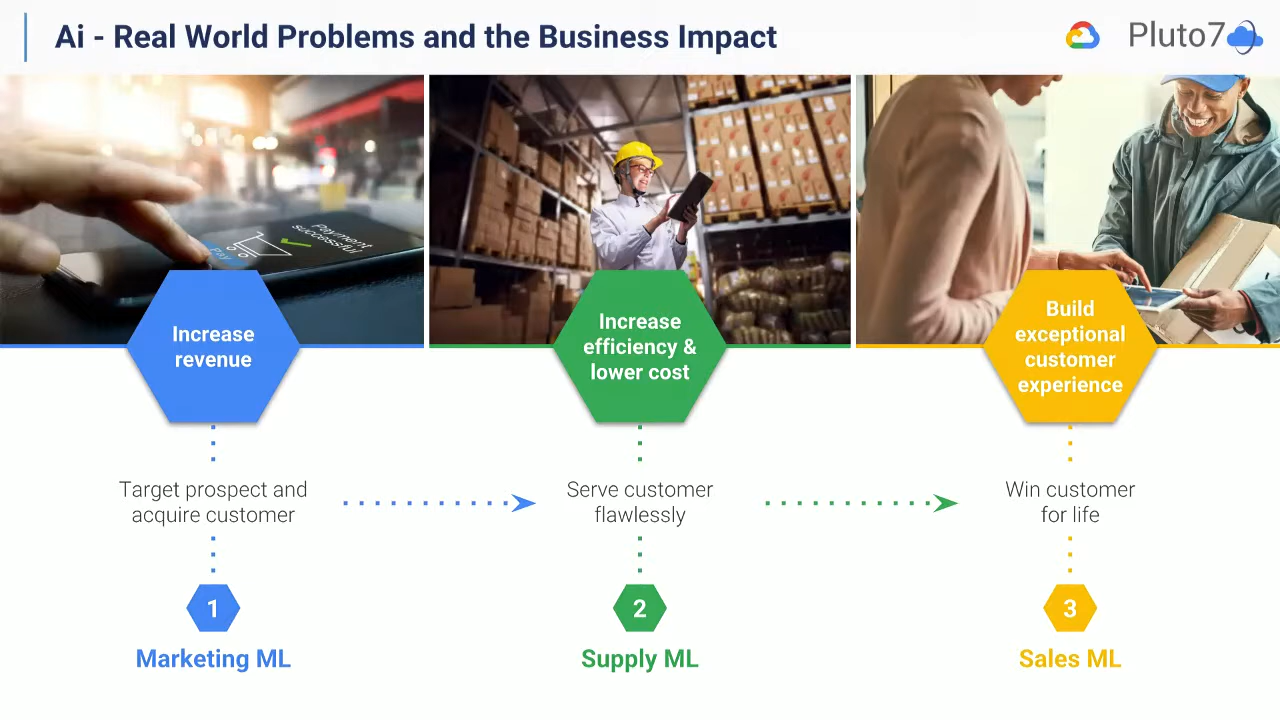 Ai - Real World Problems and the Business Impact
Pluto7
Payment
successful
Pay
Increase
revenue
Increase
efficiency &
lower cost
Build
exceptional
customer
experience
Target prospect and
acquire customer
Serve customer
flawlessly
Win customer
for life
1
2
3
Marketing ML
Supply ML
Sales ML